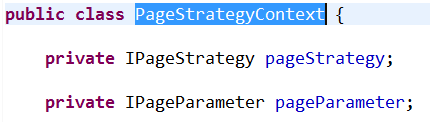 public class PageStrategyContext {
private IPageStrategy pageStrategy;
private IPageParameter pageParameter;